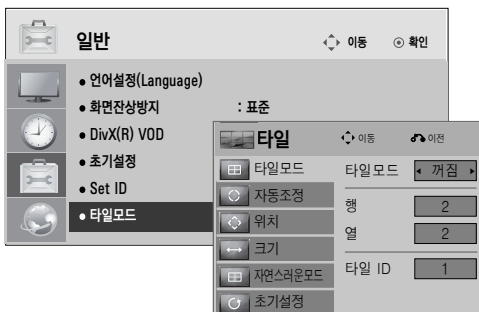 일반 이동 확인
● 언어설정(Language)
● 화면잔상방지 : 표준
● DivX(R) VOD
● 초기설정
● Set ID
● 타일모드
타일 이동 이전
타일모드 타일모드 ◂ 꺼짐 ▸
자동조정
행 2
위치
열 2
크기
자연스러운모드 타일 ID 1
초기설정